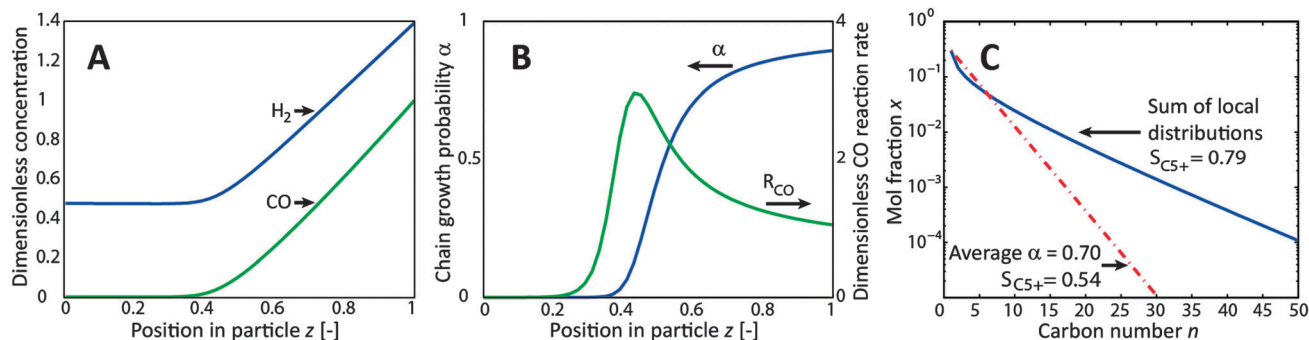 A
Dimensionless concentration
1.4
1.2
1
0.8
0.6
0.4
0.2
0
H2
CO
0 0.2 0.4 0.6 0.8 1
Position in particle z [-]
B
Chain growth probability α
1
0.5
0
α
RCO
4
2
0
Dimensionless CO reaction rate
0 0.2 0.4 0.6 0.8 1
Position in particle z [-]
C
Mol fraction x
10^0
10^-1
10^-2
10^-3
10^-4
Sum of local
distributions
SC5+= 0.79
Average α = 0.70
SC5+= 0.54
0 5 10 15 20 25 30 35 40 45 50
Carbon number n